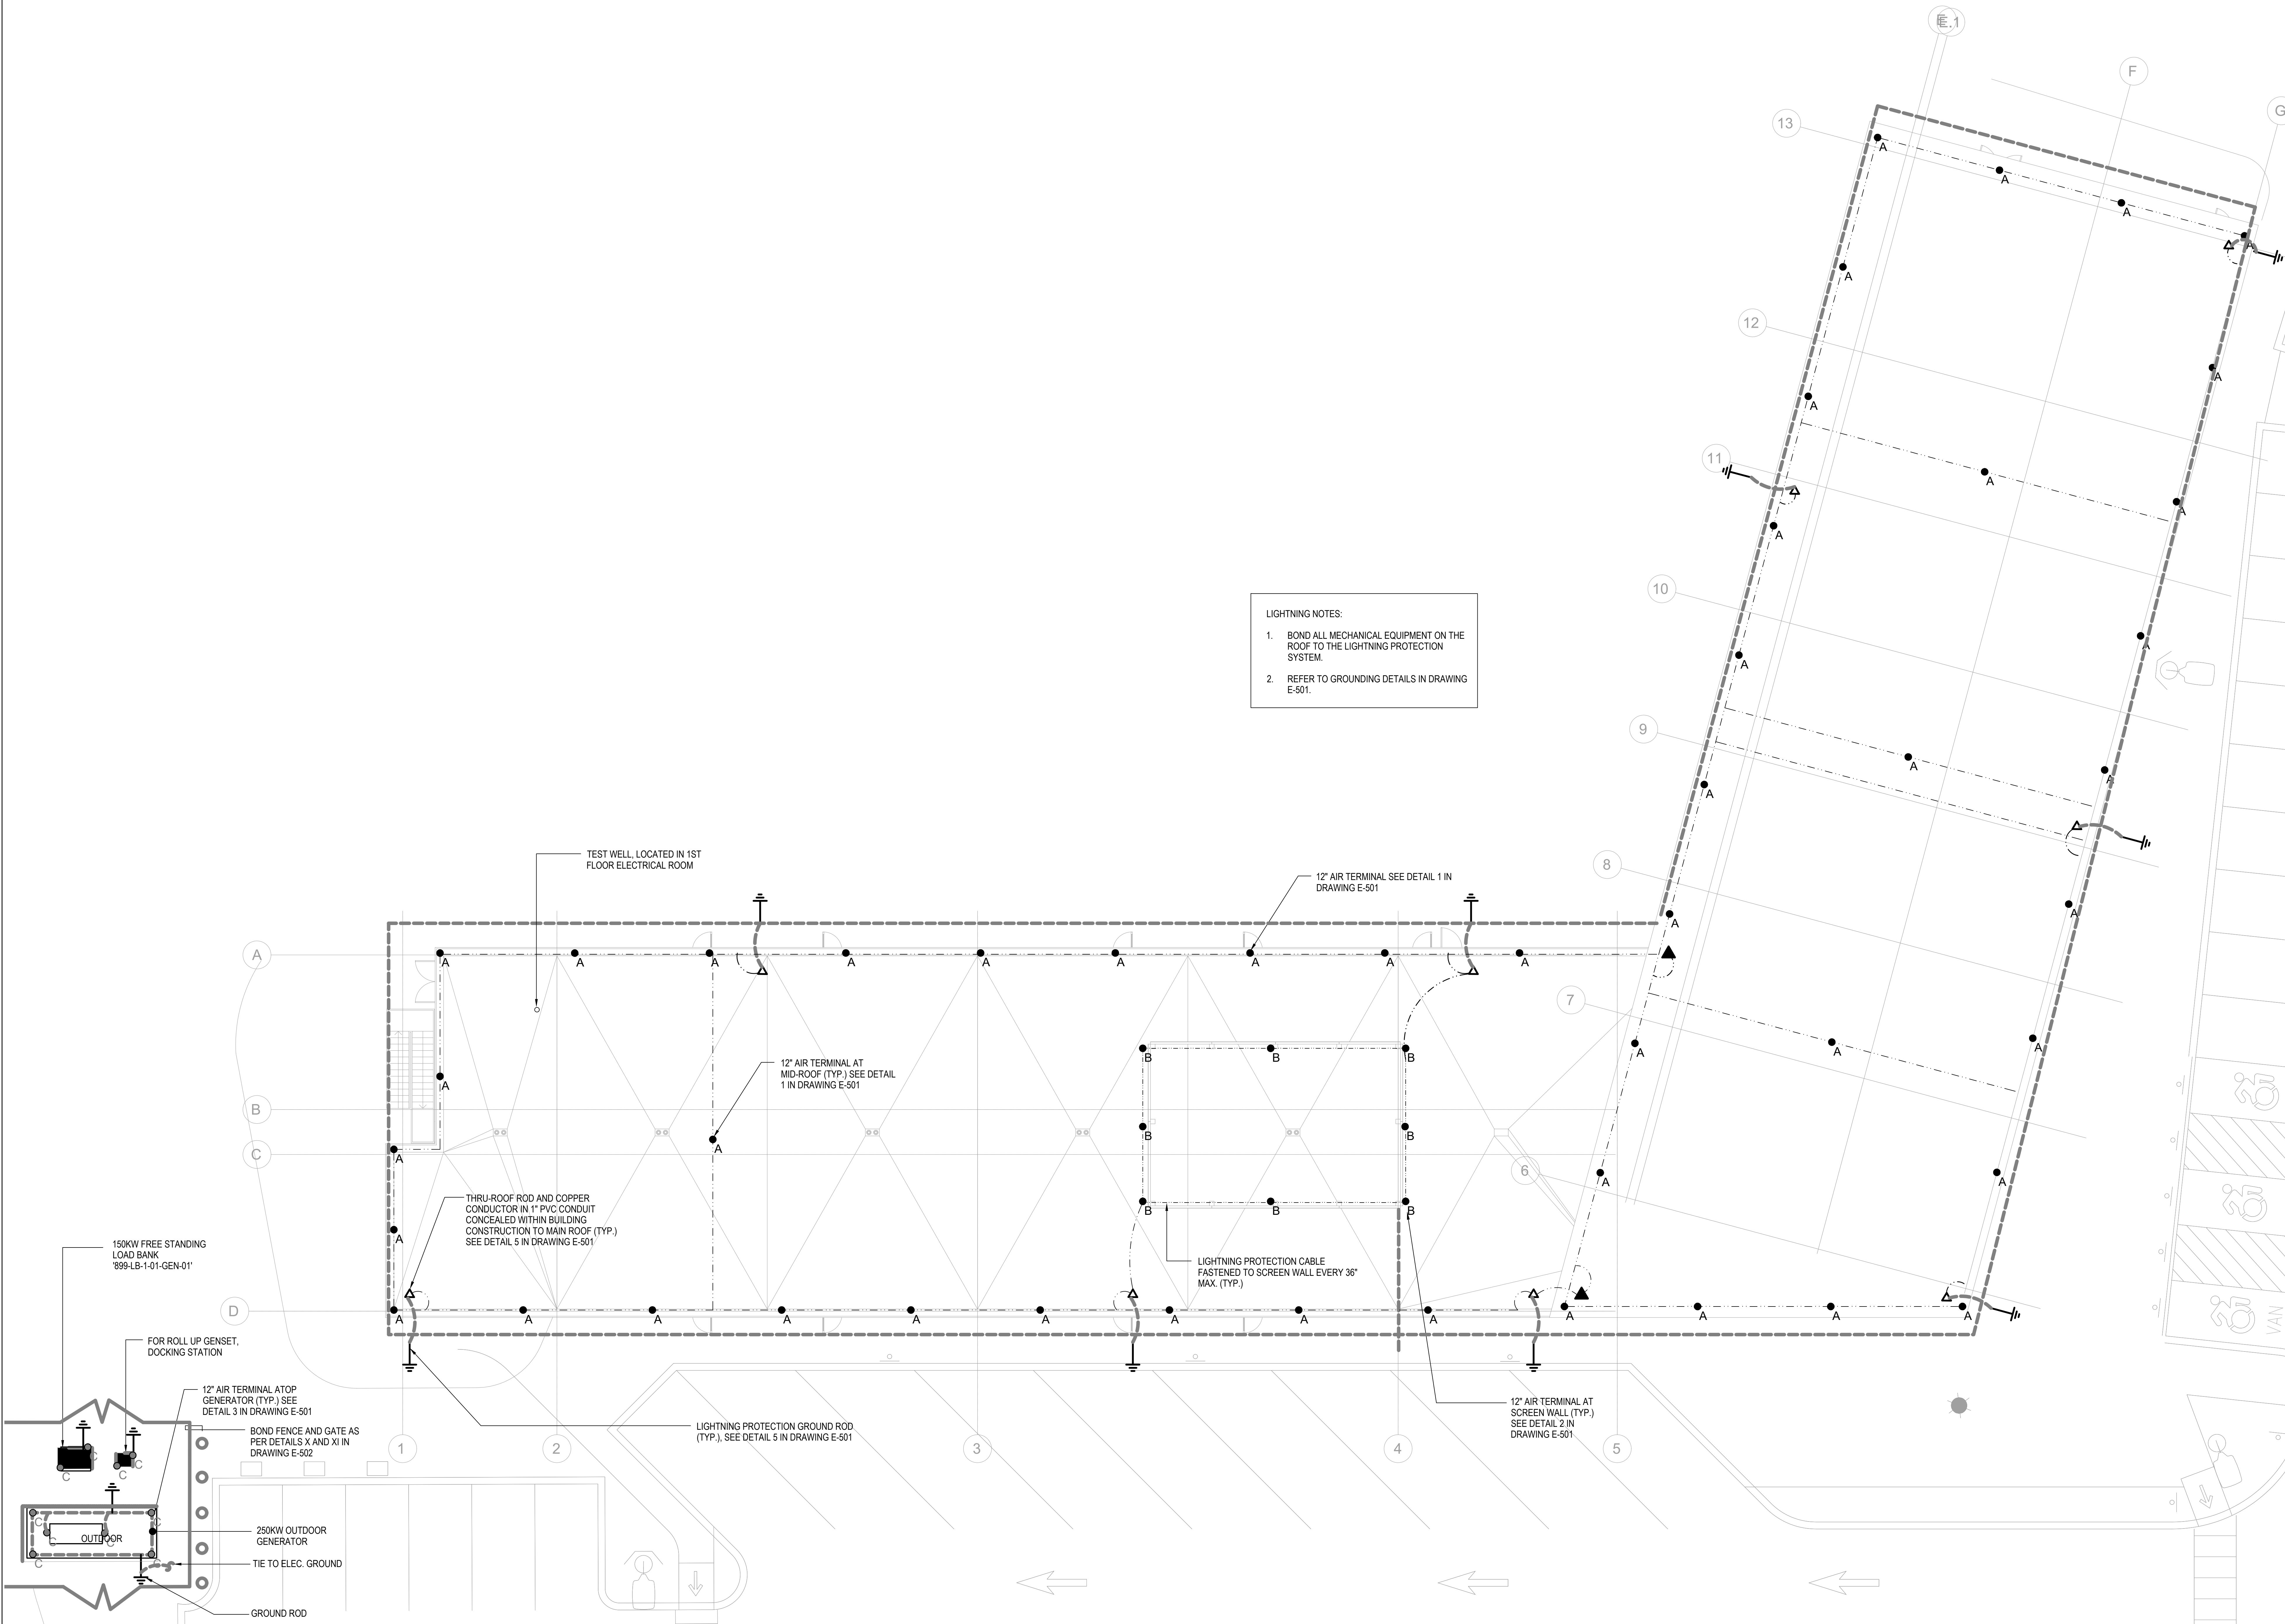 E
E.1
F
G
13
12
11
10
9
8
7
6
A
B
C
D
1
2
3
4
5
LIGHTNING NOTES:
1. BOND ALL MECHANICAL EQUIPMENT ON THE
ROOF TO THE LIGHTNING PROTECTION
SYSTEM.
2. REFER TO GROUNDING DETAILS IN DRAWING
E-501.
TEST WELL, LOCATED IN 1ST
FLOOR ELECTRICAL ROOM
12" AIR TERMINAL SEE DETAIL 1 IN
DRAWING E-501
12" AIR TERMINAL AT
MID-ROOF (TYP.) SEE DETAIL
1 IN DRAWING E-501
THRU-ROOF ROD AND COPPER
CONDUCTOR IN 1" PVC CONDUIT
CONCEALED WITHIN BUILDING
CONSTRUCTION TO MAIN ROOF (TYP.)
SEE DETAIL 5 IN DRAWING E-501
LIGHTNING PROTECTION CABLE
FASTENED TO SCREEN WALL EVERY 36"
MAX. (TYP.)
150KW FREE STANDING
LOAD BANK
'899-LB-1-01-GEN-01'
FOR ROLL UP GENSET,
DOCKING STATION
12" AIR TERMINAL ATOP
GENERATOR (TYP.) SEE
DETAIL 3 IN DRAWING E-501
BOND FENCE AND GATE AS
PER DETAILS X AND XI IN
DRAWING E-502
LIGHTNING PROTECTION GROUND ROD
(TYP.), SEE DETAIL 5 IN DRAWING E-501
12" AIR TERMINAL AT
SCREEN WALL (TYP.)
SEE DETAIL 2 IN
DRAWING E-501
250KW OUTDOOR
GENERATOR
OUTDOOR
TIE TO ELEC. GROUND
GROUND ROD
VAN